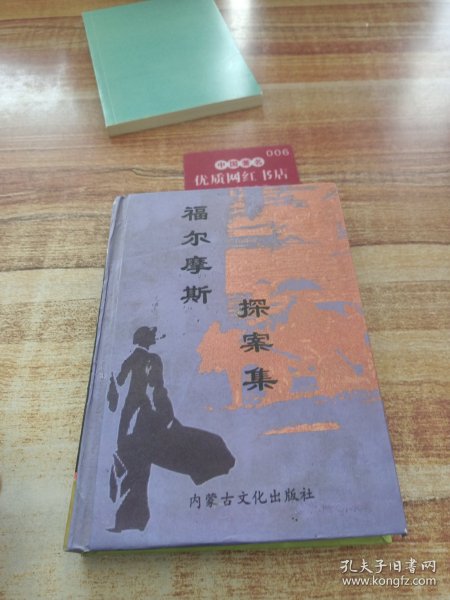 006
中国著名
优质网红书店
福尔摩斯
探案集
内蒙古文化出版社
孔夫子旧书网
www.kongfz.com